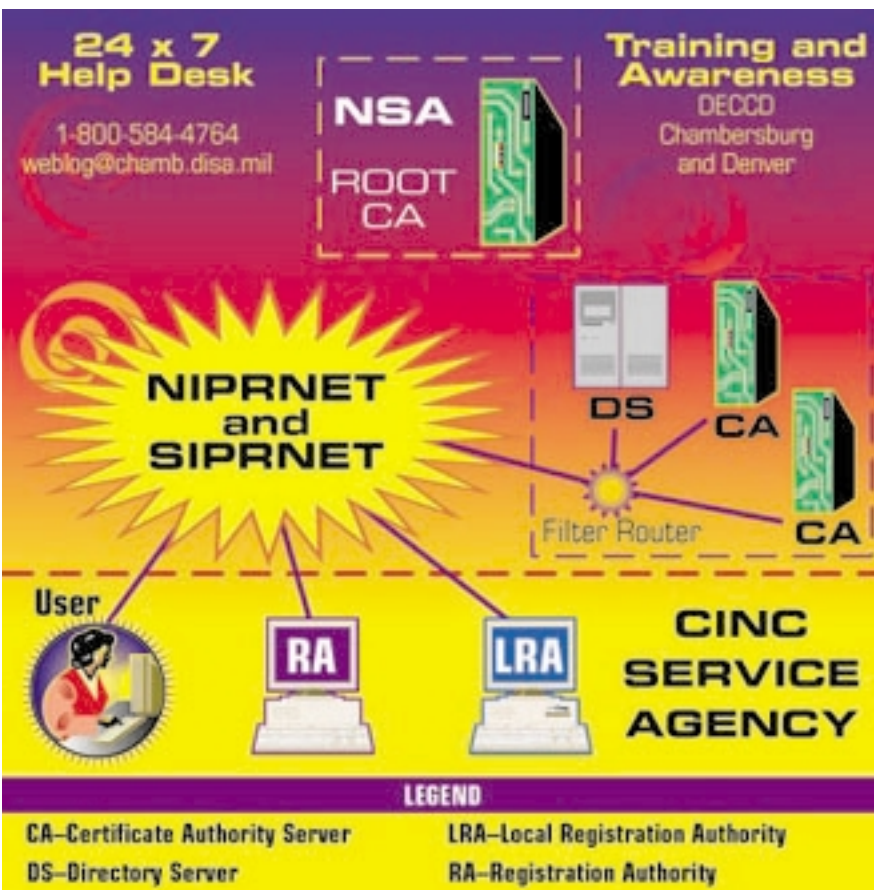 24 x 7
Help Desk
1-800-584-4764
weblog@chamb.disa.mil
NSA
ROOT
CA
Training and
Awareness
DECCD
Chambersburg
and Denver
NIPRNET
and
SIPRNET
DS
CA
CA
Filter Router
User
RA
LRA
CINC
SERVICE
AGENCY
LEGEND
CA–Certificate Authority Server
LRA–Local Registration Authority
DS–Directory Server
RA–Registration Authority